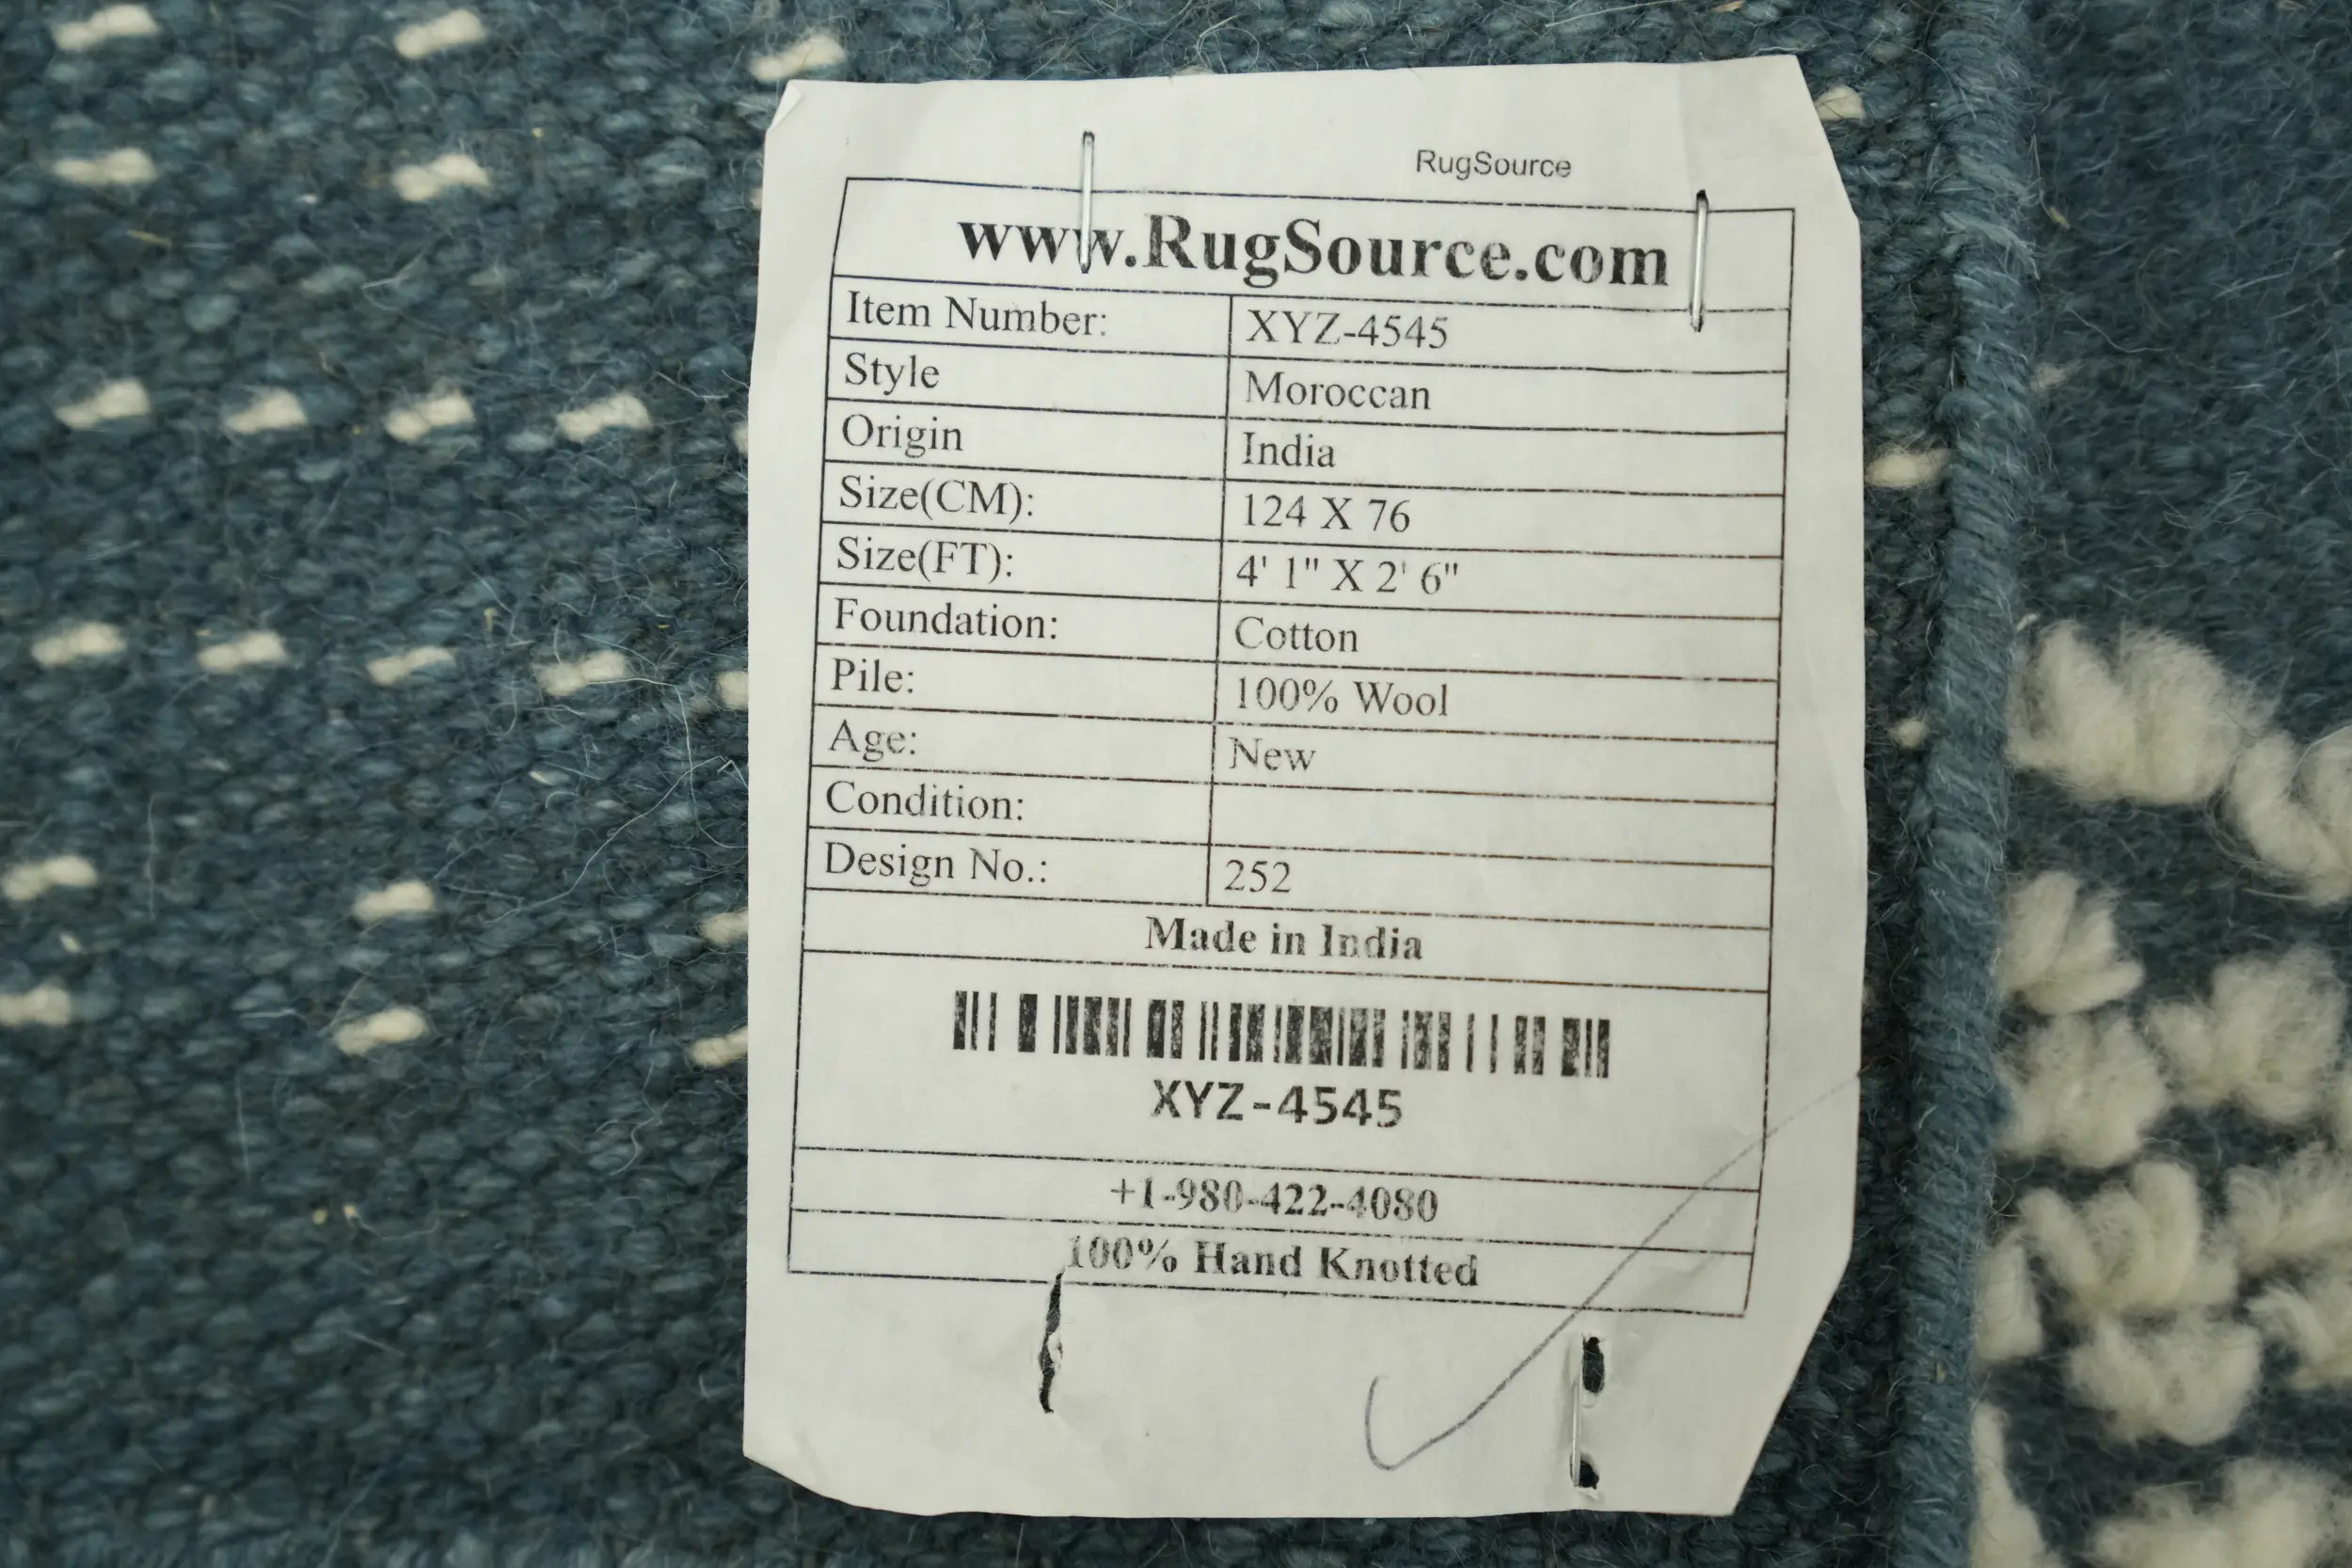 RugSource
www.RugSource.com
Item Number: XYZ-4545
Style Moroccan
Origin India
Size(CM): 124 X 76
Size(FT): 4' 1" X 2' 6"
Foundation: Cotton
Pile: 100% Wool
Age: New
Condition:
Design No.: 252
Made in India
XYZ-4545
+1-980-422-4080
100% Hand Knotted